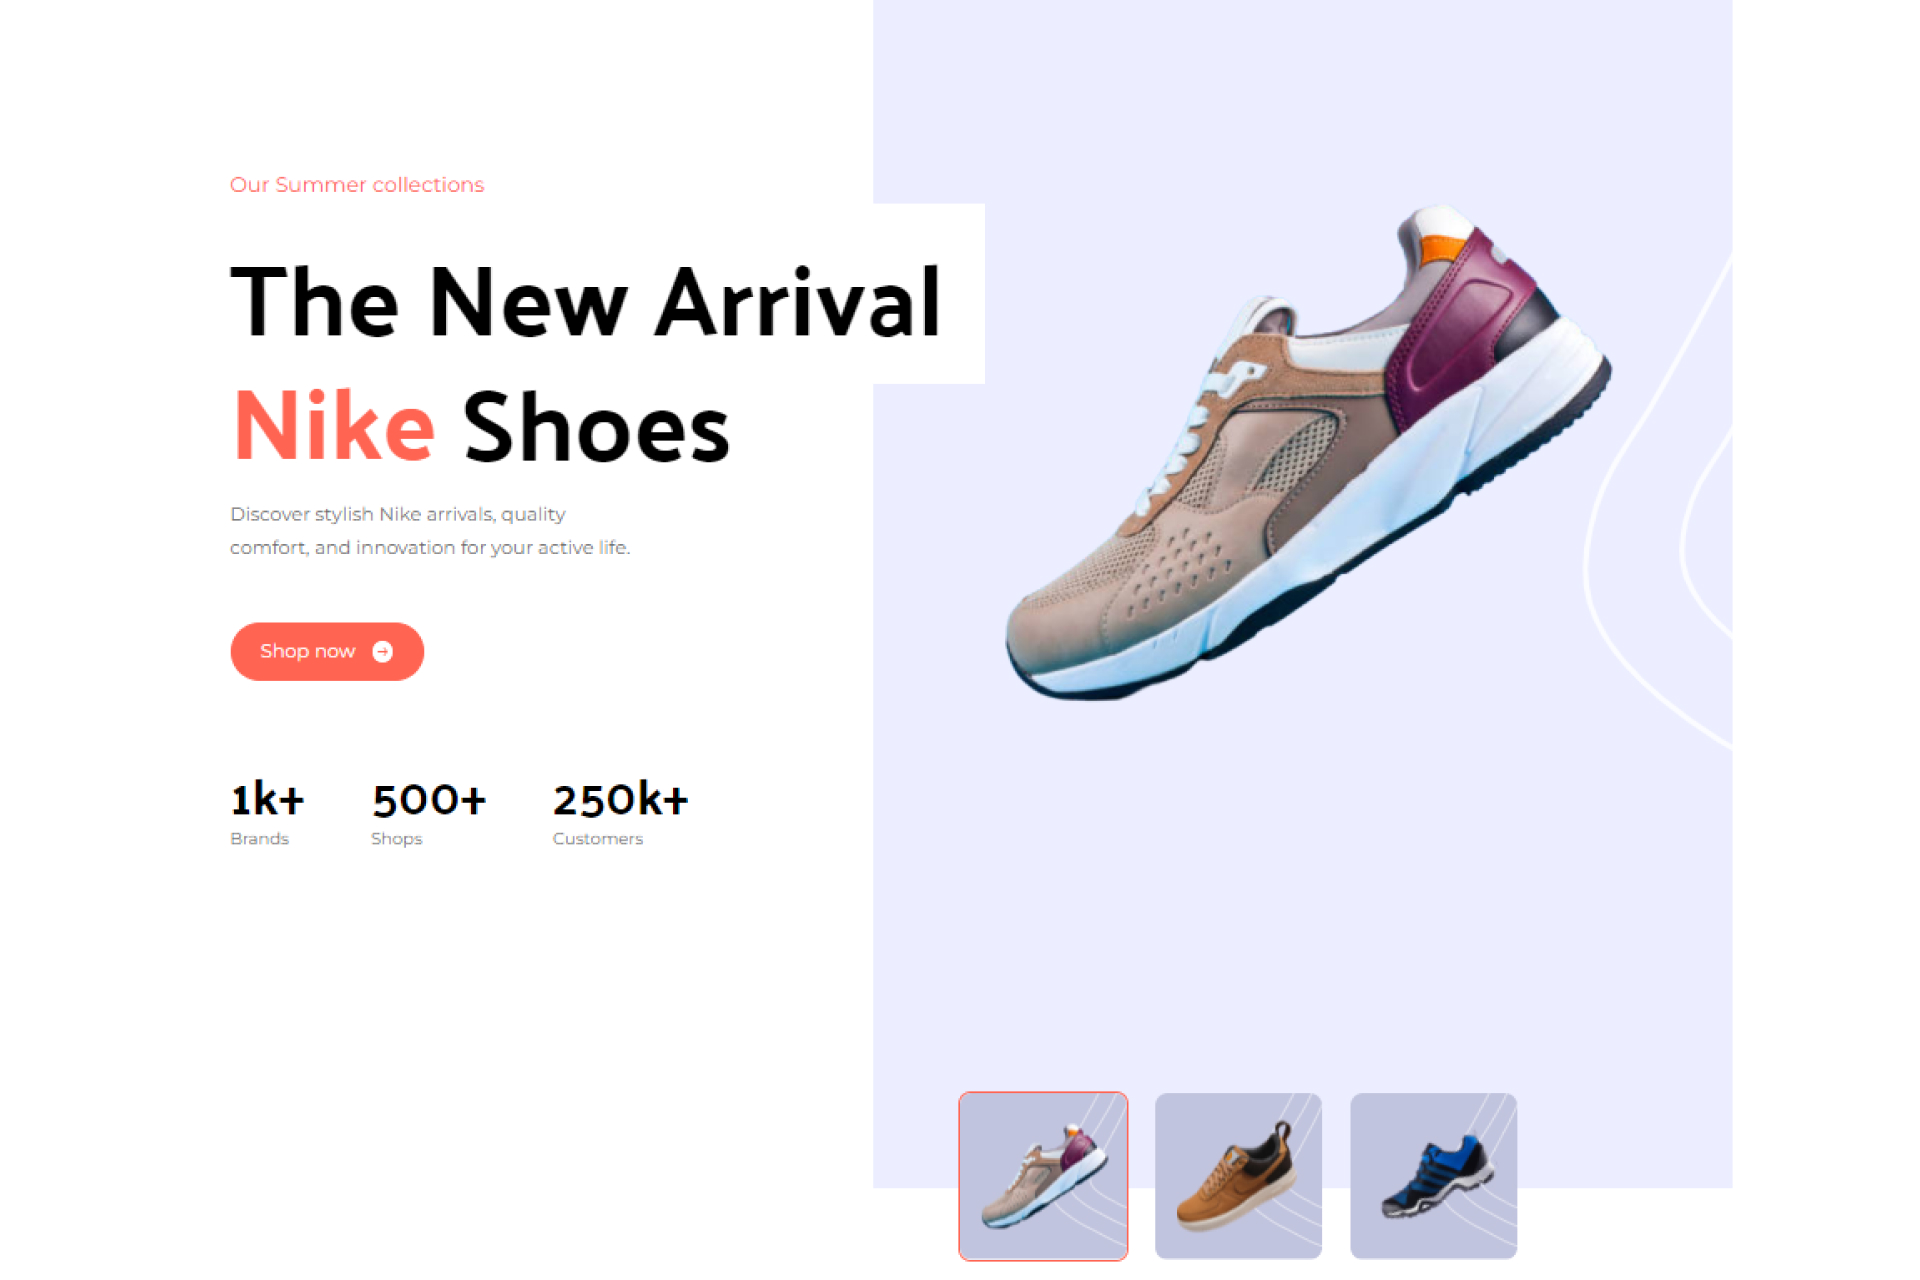 Our Summer collections
The New Arrival
Nike Shoes
Discover stylish Nike arrivals, quality
comfort, and innovation for your active life.
Shop now
1k+ 500+ 250k+
Brands Shops Customers